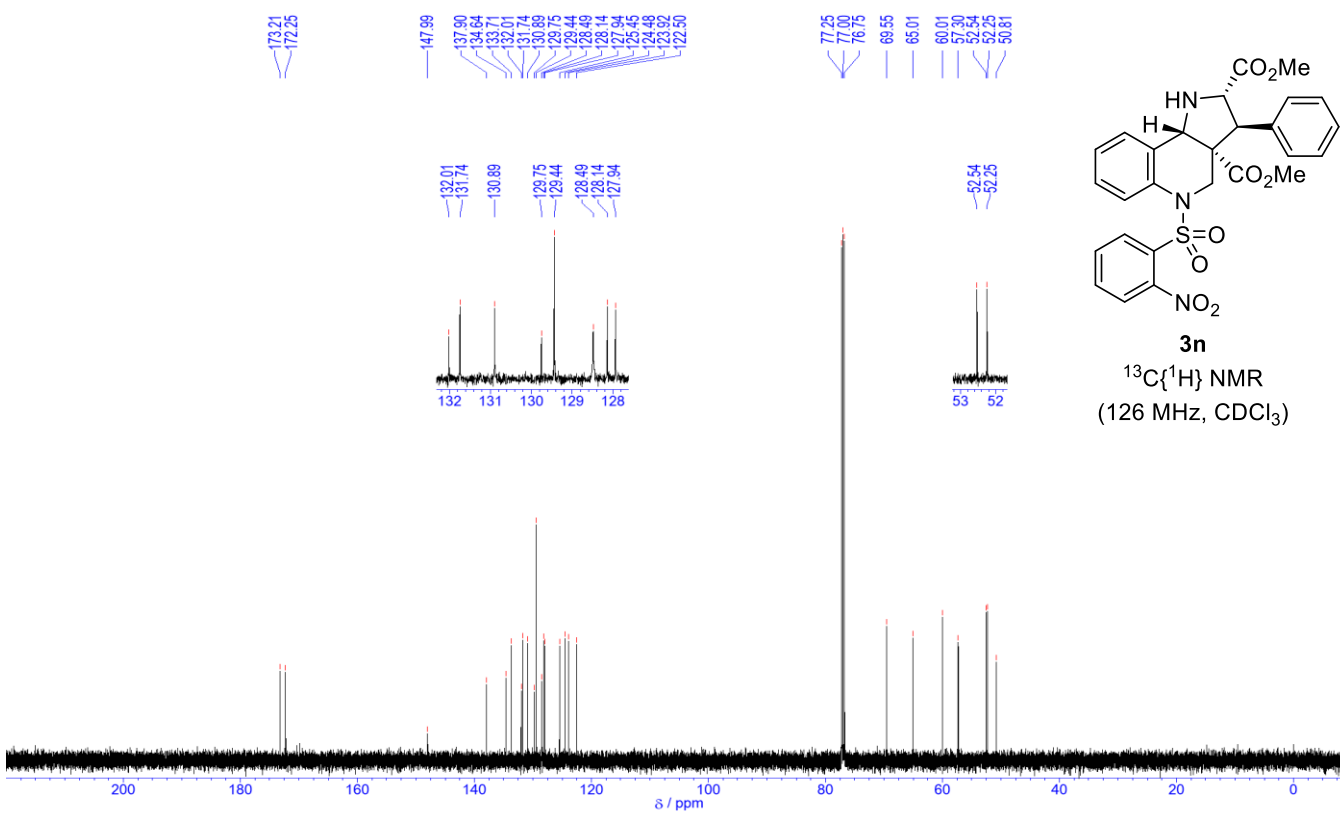 173.21
172.25
147.99
137.90
134.64
133.71
132.01
131.74
130.89
129.75
129.44
128.49
128.14
127.94
125.45
124.48
123.92
122.50
77.25
77.00
76.75
69.55
65.01
60.01
57.30
52.54
52.25
50.81
132.01
131.74
130.89
129.75
129.44
128.49
128.14
127.94
132 131 130 129 128
52.54
52.25
53 52
CO2Me
HN
H
CO2Me
N
S=O
O
NO2
3n
13C{1H} NMR
(126 MHz, CDCl3)
200 180 160 140 120 100 80 60 40 20 0
δ / ppm